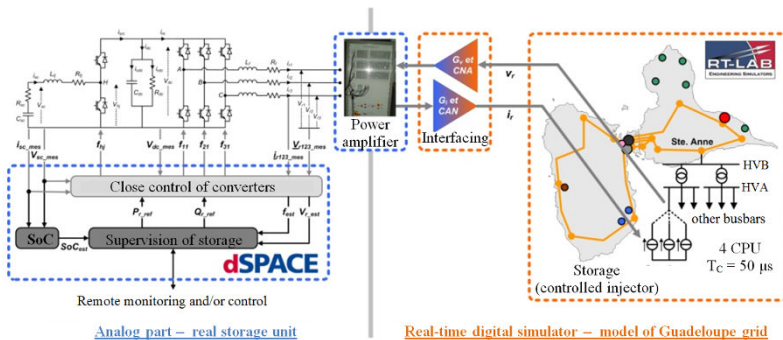 RT-LAB
ENGINEERING SIMULATORS
Power
amplifier
Gv et
CNA
Gi et
CAN
Interfacing
vr
ir
Ste. Anne
HVB
HVA
other busbars
Storage
(controlled injector)
4 CPU
TC = 50 µs
A
B
C
H
Lf
Rf
isc_mes
Vsc_mes
fhj
Vdc_mes
f11
f21
f31
Vr123_mes
ir123_mes
Close control of converters
Pr_ref
Qr_ref
fest
Vr_est
SoC
SoCest
Supervision of storage
dSPACE
Remote monitoring and/or control
Analog part – real storage unit
Real-time digital simulator – model of Guadeloupe grid